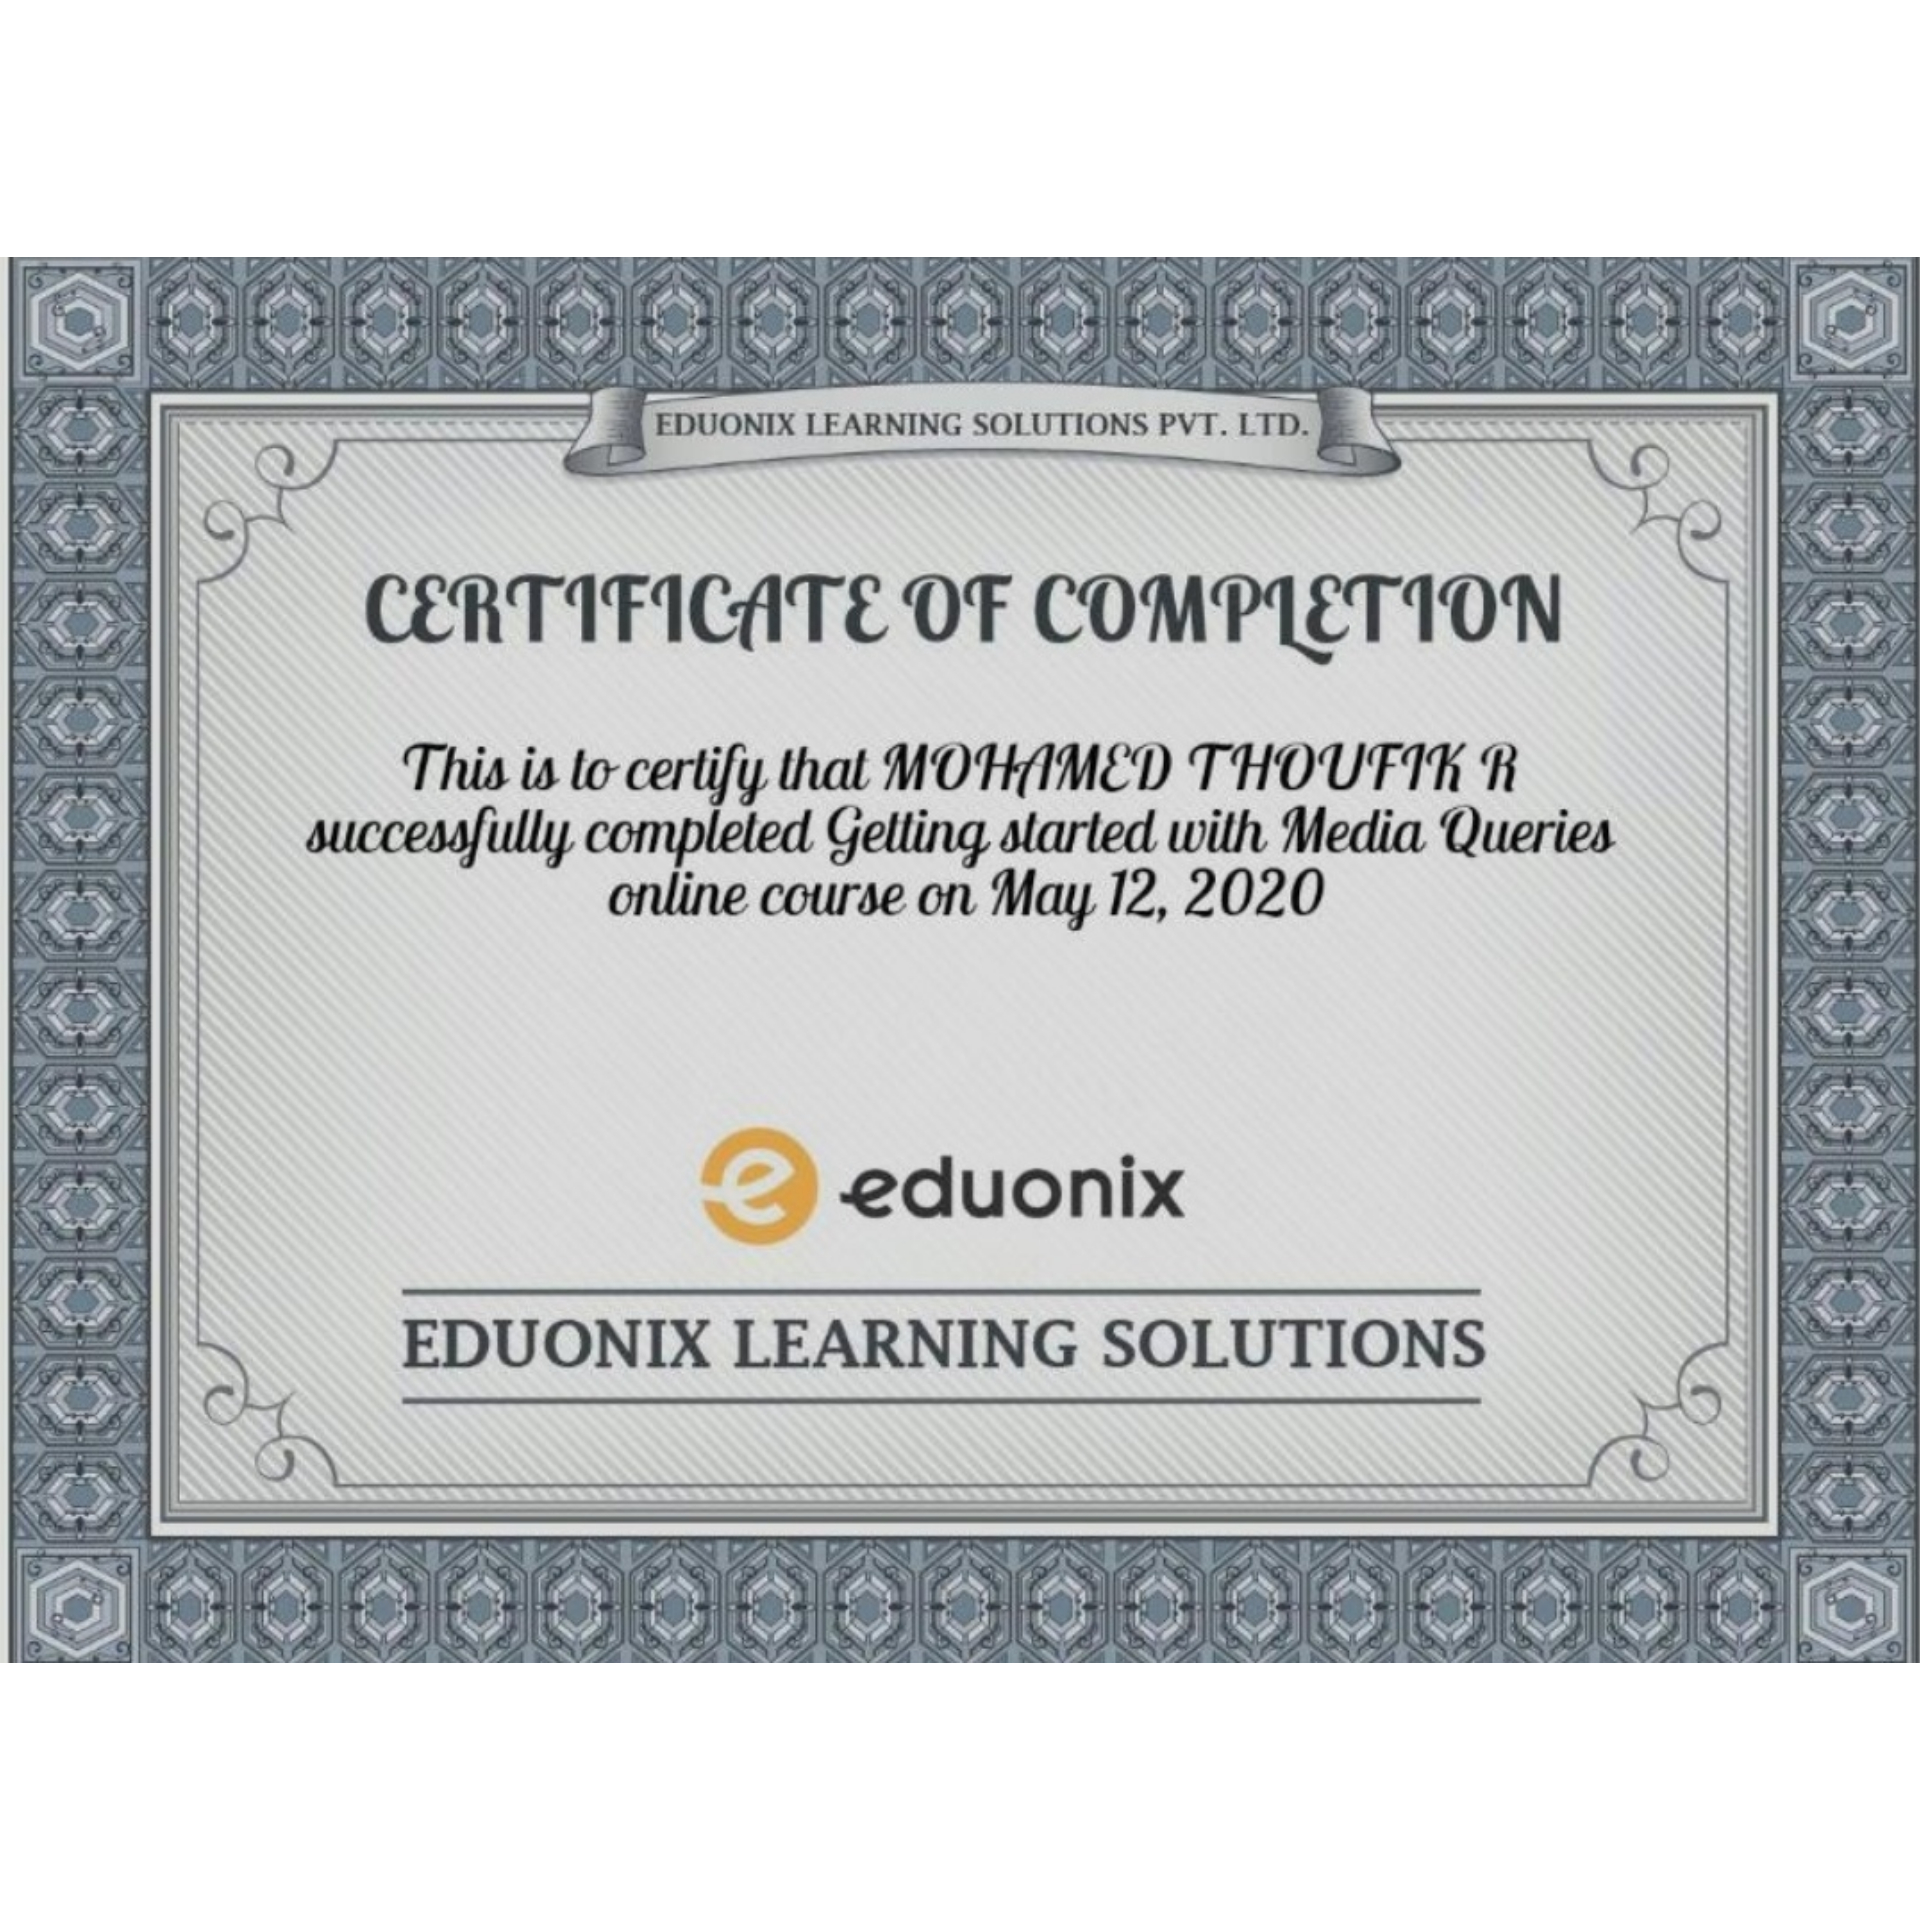 EDUONIX LEARNING SOLUTIONS PVT. LTD.
CERTIFICATE OF COMPLETION
This is to certify that MOHAMED THOUFIK R
successfully completed Getting started with Media Queries
online course on May 12, 2020
e eduonix
EDUONIX LEARNING SOLUTIONS